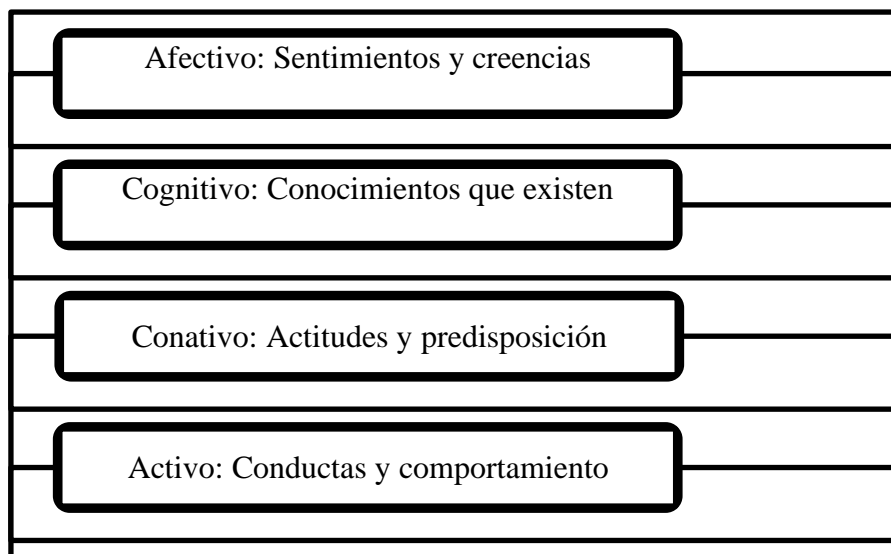 Afectivo: Sentimientos y creencias
Cognitivo: Conocimientos que existen
Conativo: Actitudes y predisposición
Activo: Conductas y comportamiento